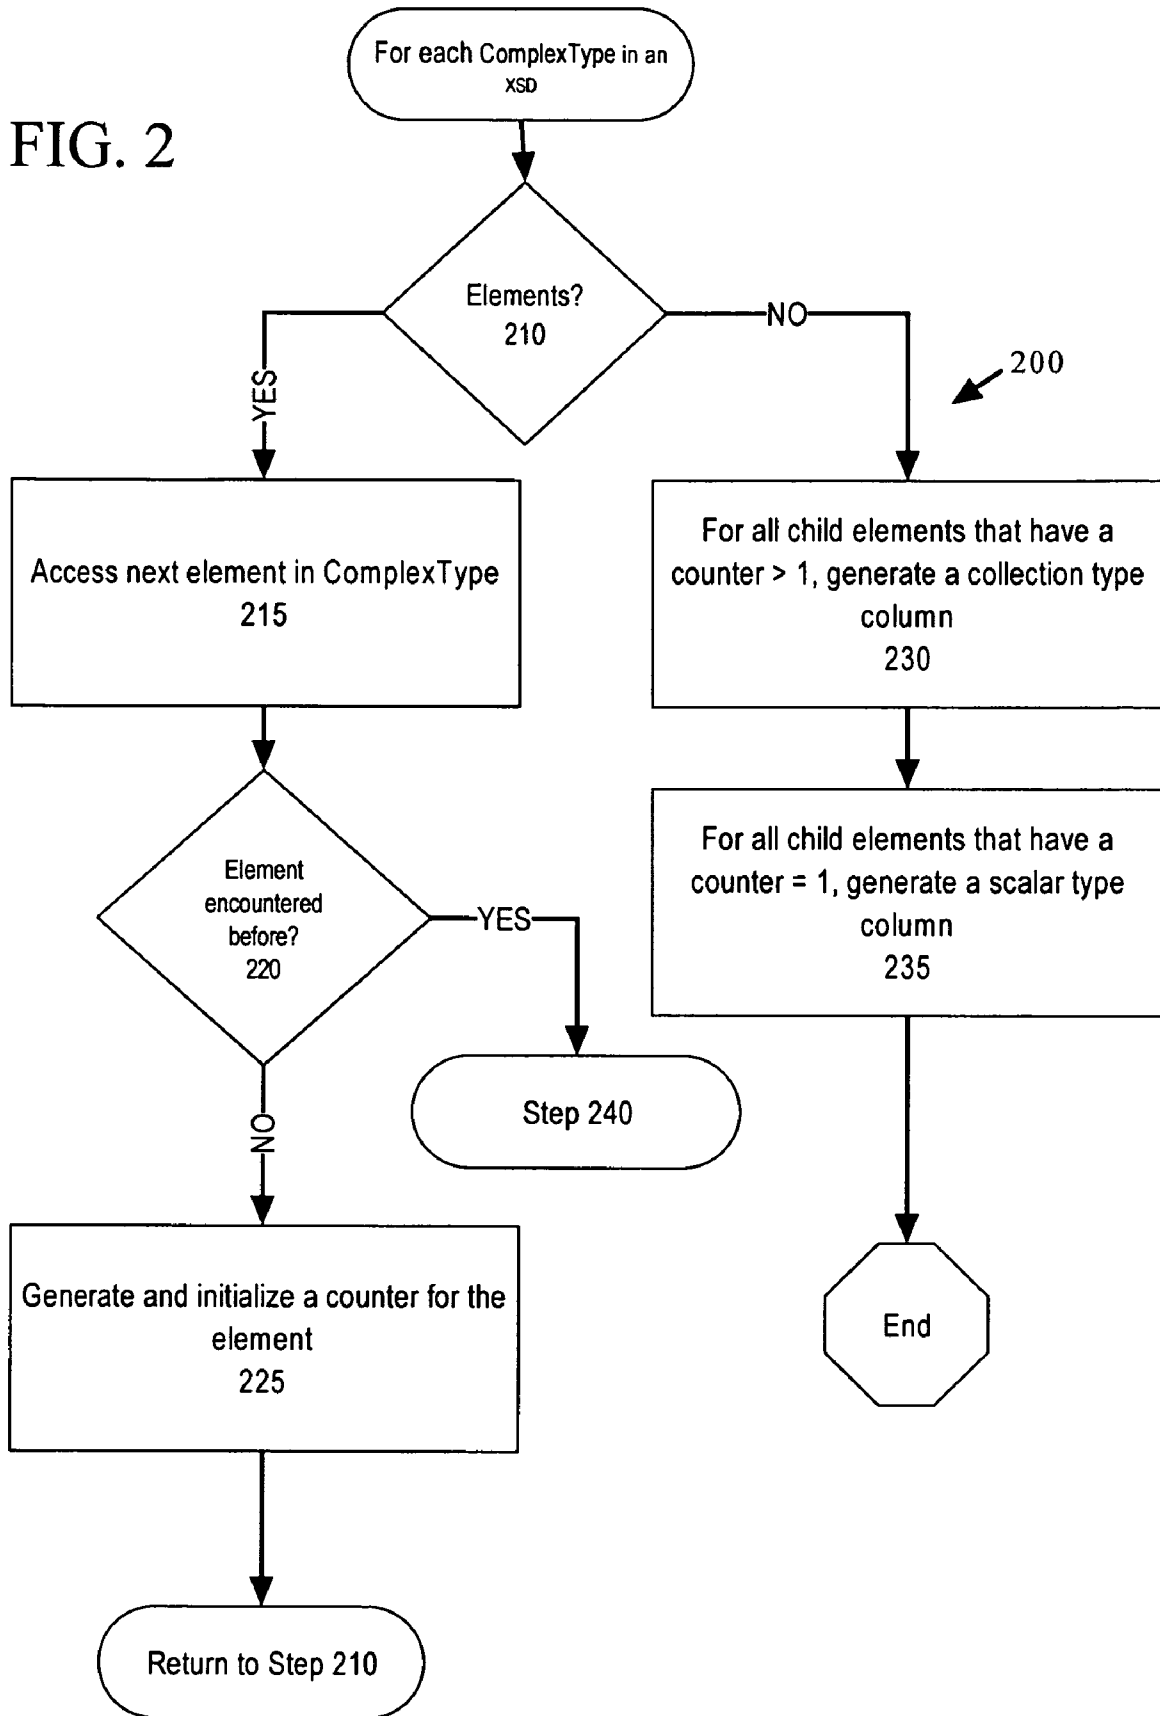 For each ComplexType in an
XSD
FIG. 2
Elements?
210
NO
YES
200
Access next element in ComplexType
215
For all child elements that have a
counter > 1, generate a collection type
column
230
Element
encountered
before?
220
YES
For all child elements that have a
counter = 1, generate a scalar type
column
235
Step 240
NO
Generate and initialize a counter for the
element
225
End
Return to Step 210